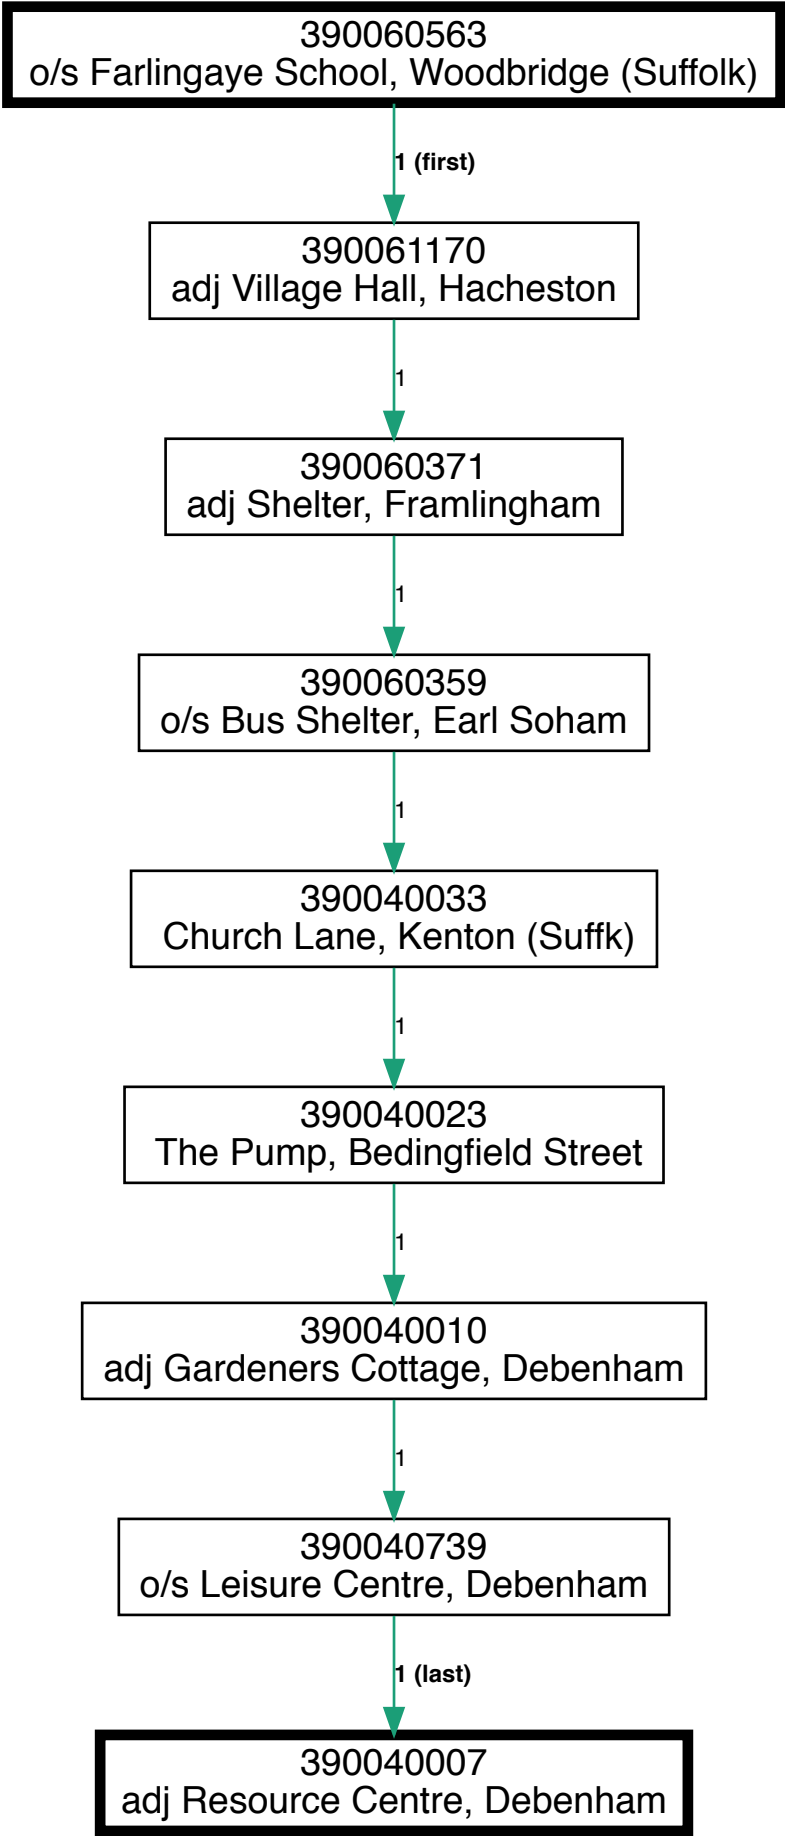 390060563
o/s Farlingaye School, Woodbridge (Suffolk)
1 (first)
390061170
adj Village Hall, Hacheston
1
390060371
adj Shelter, Framlingham
1
390060359
o/s Bus Shelter, Earl Soham
1
390040033
Church Lane, Kenton (Suffk)
1
390040023
The Pump, Bedingfield Street
1
390040010
adj Gardeners Cottage, Debenham
1
390040739
o/s Leisure Centre, Debenham
1 (last)
390040007
adj Resource Centre, Debenham